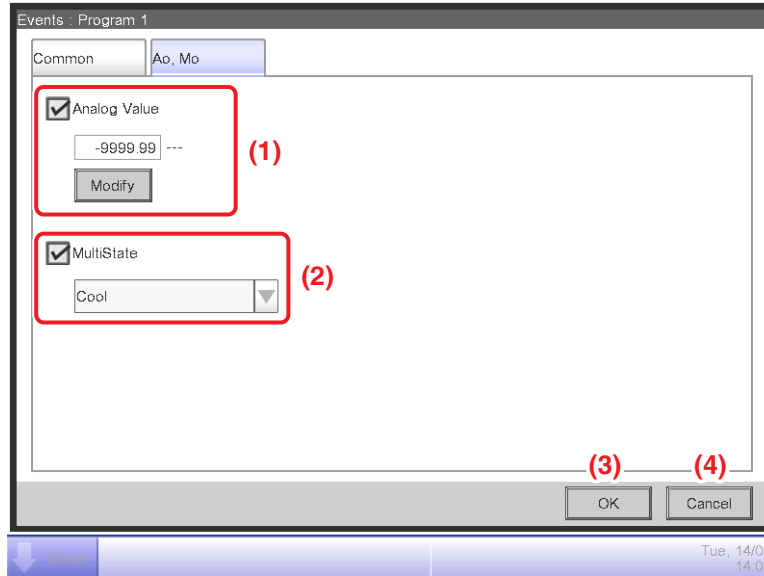 Events : Program 1
Common
Ao, Mo
Analog Value
-9999.99 ---
(1)
Modify
MultiState
(2)
Cool
(3)
(4)
OK
Cancel
Tue, 14/0
14:0